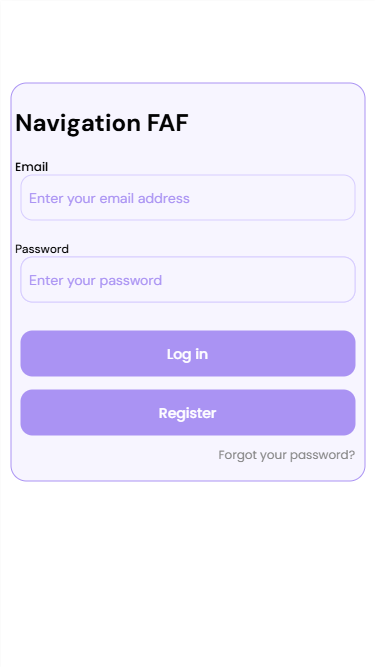 Navigation FAF
Email
Enter your email address
Password
Enter your password
Log in
Register
Forgot your password?